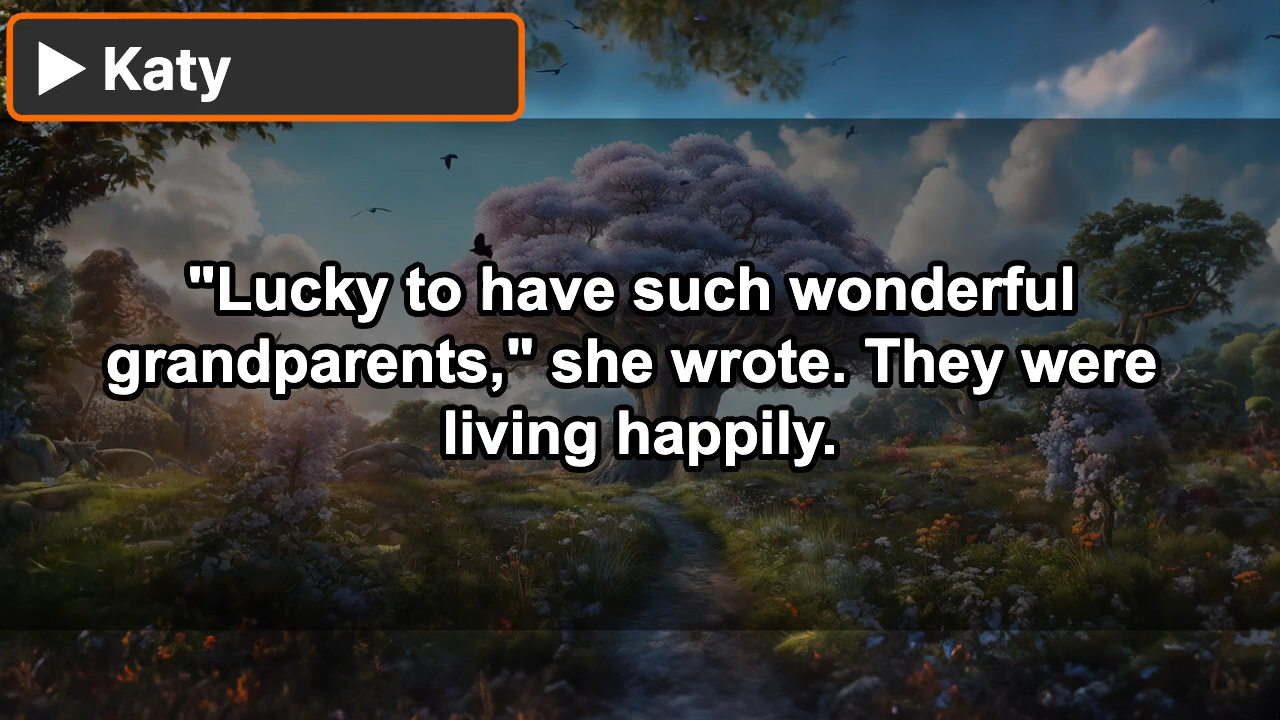 Katy
"Lucky to have such wonderful
grandparents," she wrote. They were
living happily.